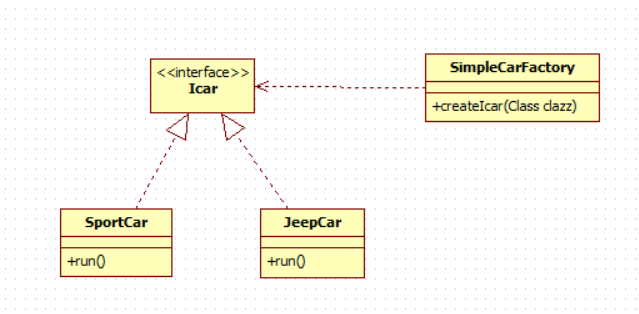 <<interface>>
Icar
SimpleCarFactory
+createIcar(Class clazz)
SportCar
+run()
JeepCar
+run()